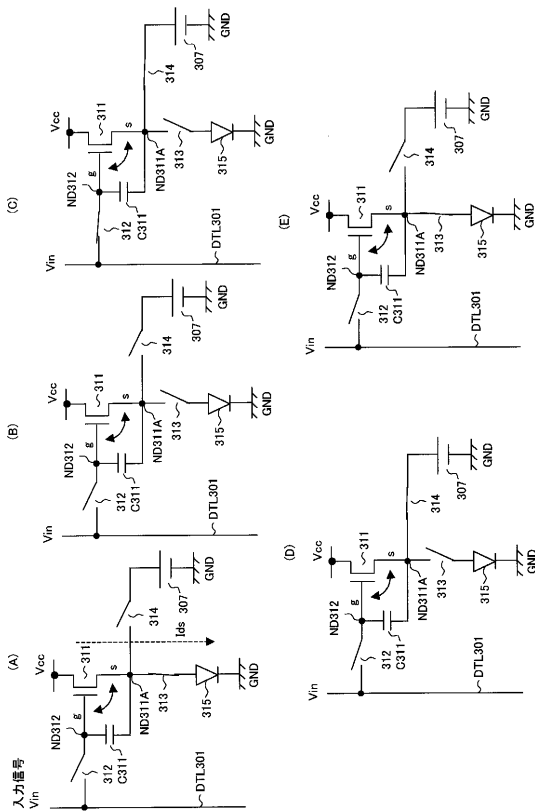 (A)
入力信号
Vin
Vcc
ND312
311
g
s
312
C311
ND311A
Ids
314
307
GND
313
315
GND
DTL301
(B)
Vin
Vcc
ND312
311
g
s
312
C311
ND311A
314
307
GND
313
315
GND
DTL301
(C)
Vin
Vcc
ND312
311
g
s
312
C311
ND311A
314
307
GND
313
315
GND
DTL301
(D)
Vin
Vcc
ND312
311
g
s
312
C311
ND311A
314
307
GND
313
315
GND
DTL301
(E)
Vin
Vcc
ND312
311
g
s
312
C311
ND311A
314
307
GND
313
315
GND
DTL301